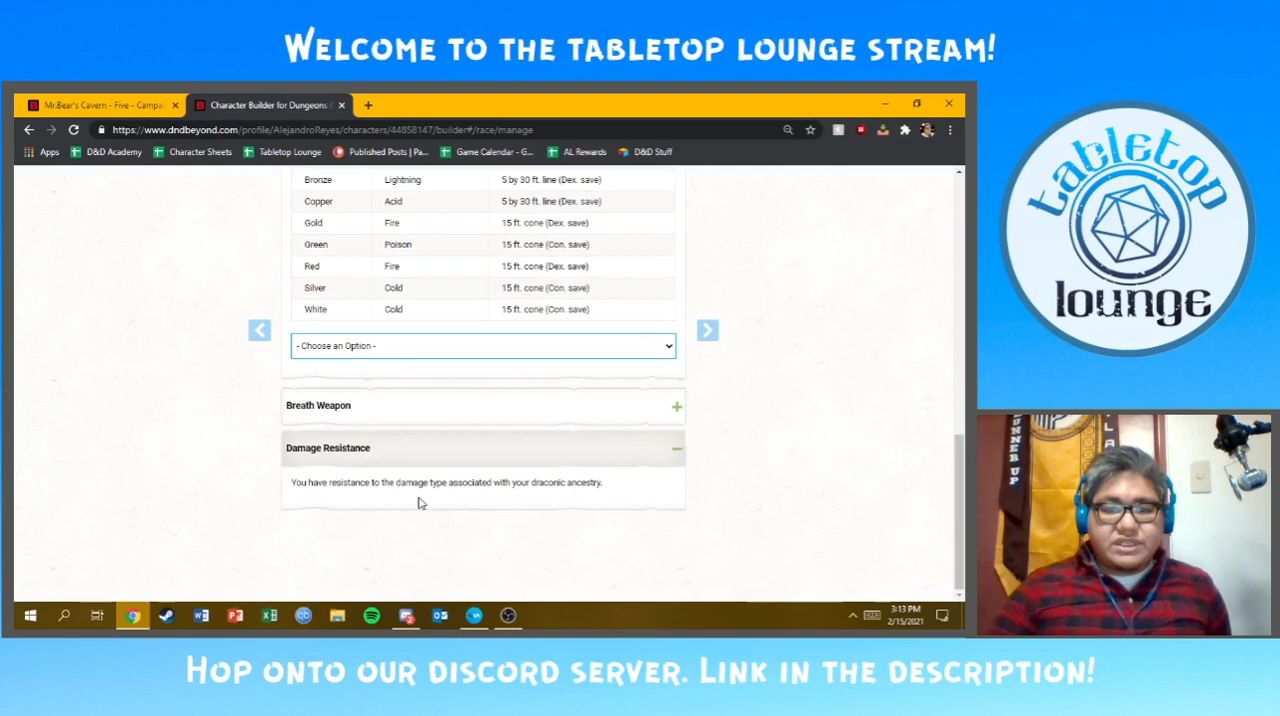 WELCOME TO THE TABLETOP LOUNGE STREAM!
Mr.Bear's Cavern - Five - Campa
Character Builder for Dungeons &
https://www.dndbeyond.com/profile/AlejandroReyes/characters/44858147/builder#/race/manage
Apps D&D Academy Character Sheets Tabletop Lounge Published Posts | Pa... Game Calendar - G... AL Rewards D&D Stuff
Bronze Lightning 5 by 30 ft. line (Dex. save)
Copper Acid 5 by 30 ft. line (Dex. save)
Gold Fire 15 ft. cone (Dex. save)
Green Poison 15 ft. cone (Con. save)
Red Fire 15 ft. cone (Dex. save)
Silver Cold 15 ft. cone (Con. save)
White Cold 15 ft. cone (Con. save)
- Choose an Option -
Breath Weapon
Damage Resistance
You have resistance to the damage type associated with your draconic ancestry.
3:13 PM
2/15/2021
tabletop
lounge
RUNNER UP
HOP ONTO OUR DISCORD SERVER. LINK IN THE DESCRIPTION!